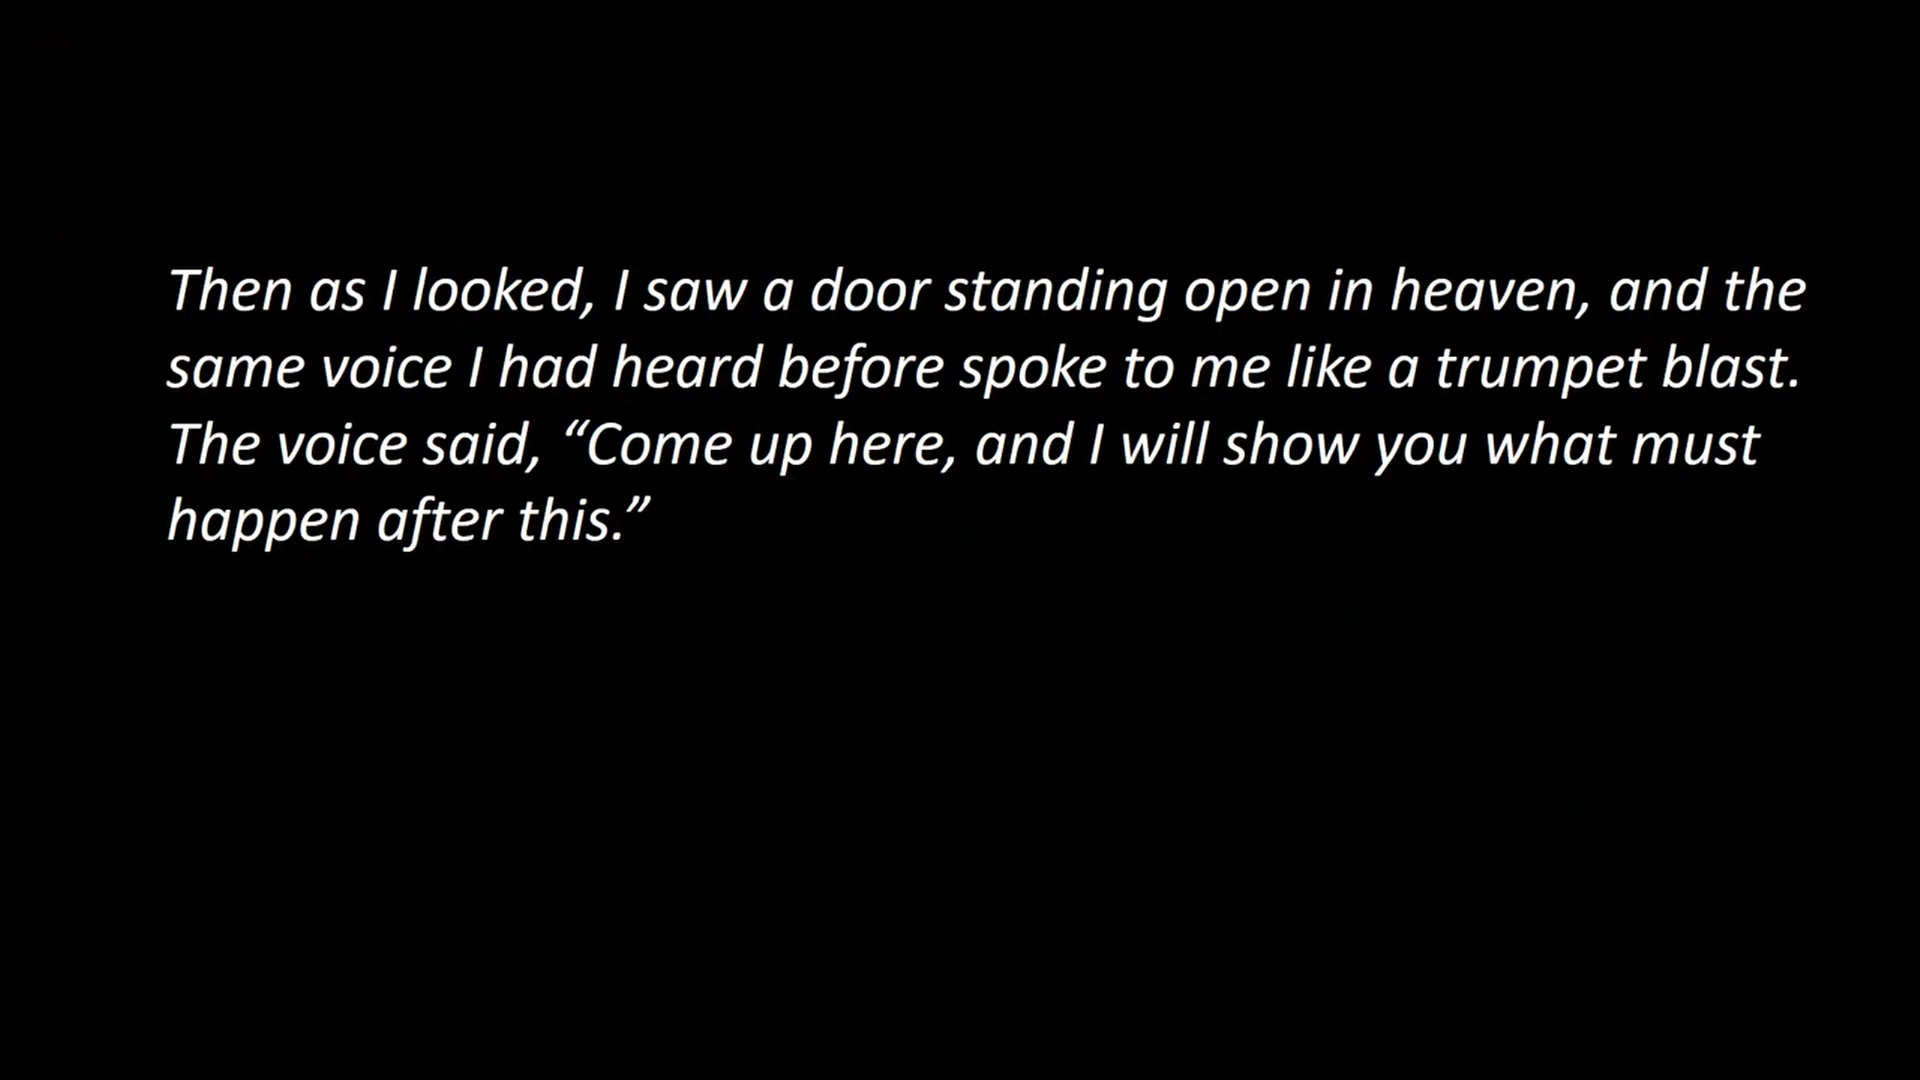 Then as I looked, I saw a door standing open in heaven, and the
same voice I had heard before spoke to me like a trumpet blast.
The voice said, “Come up here, and I will show you what must
happen after this.”